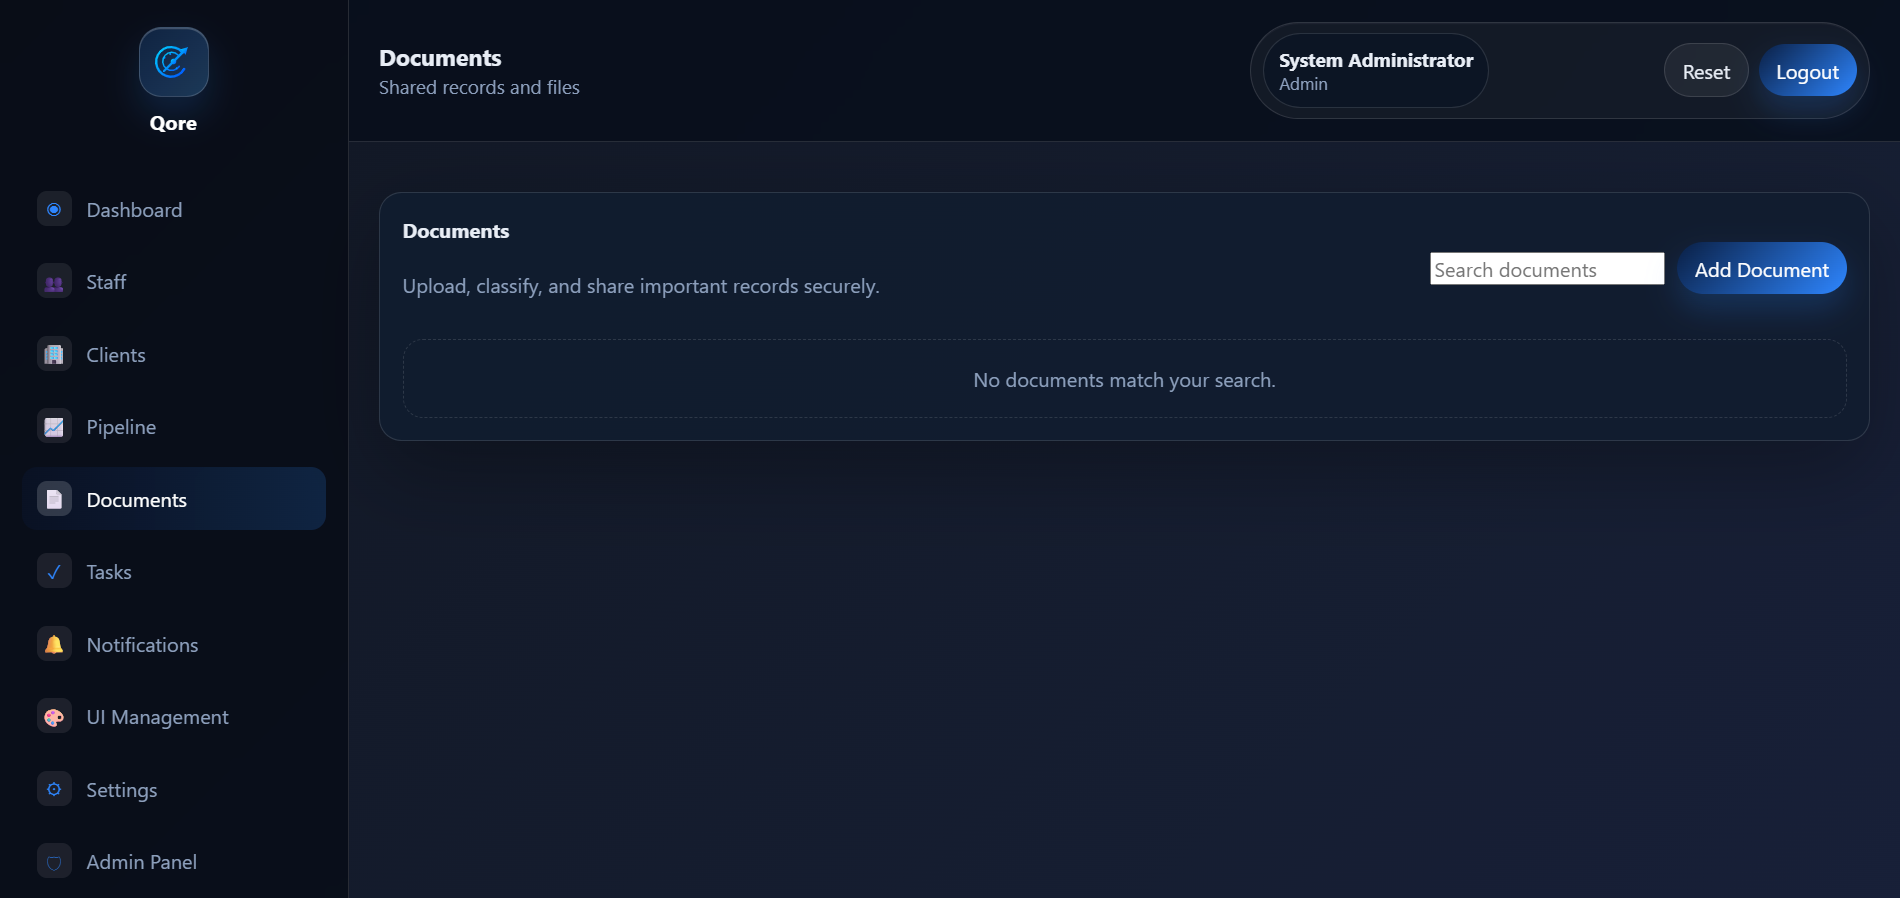 Qore
Dashboard
Staff
Clients
Pipeline
Documents
Tasks
Notifications
UI Management
Settings
Admin Panel
Documents
Shared records and files
System Administrator
Admin
Reset
Logout
Documents
Upload, classify, and share important records securely.
Search documents
Add Document
No documents match your search.